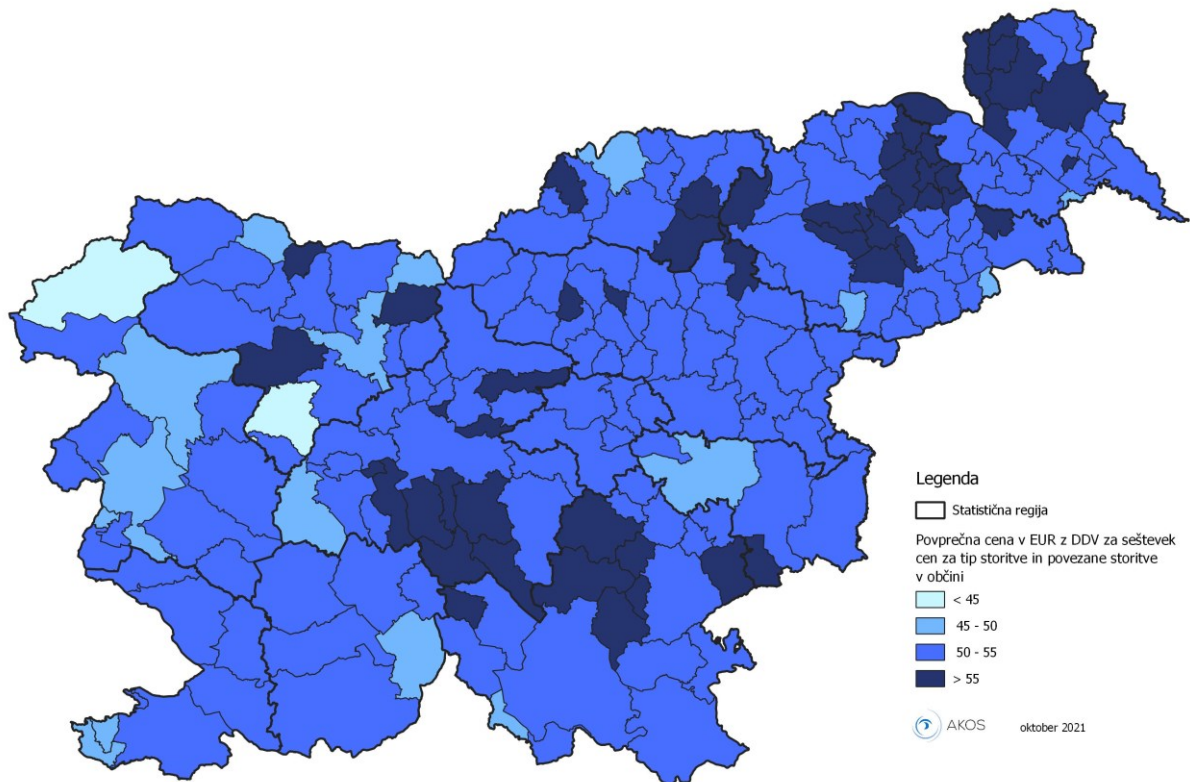 Legenda
Statistična regija
Povprečna cena v EUR z DDV za seštevek
cen za tip storitve in povezane storitve
v občini
< 45
45 - 50
50 - 55
> 55
AKOS
oktober 2021